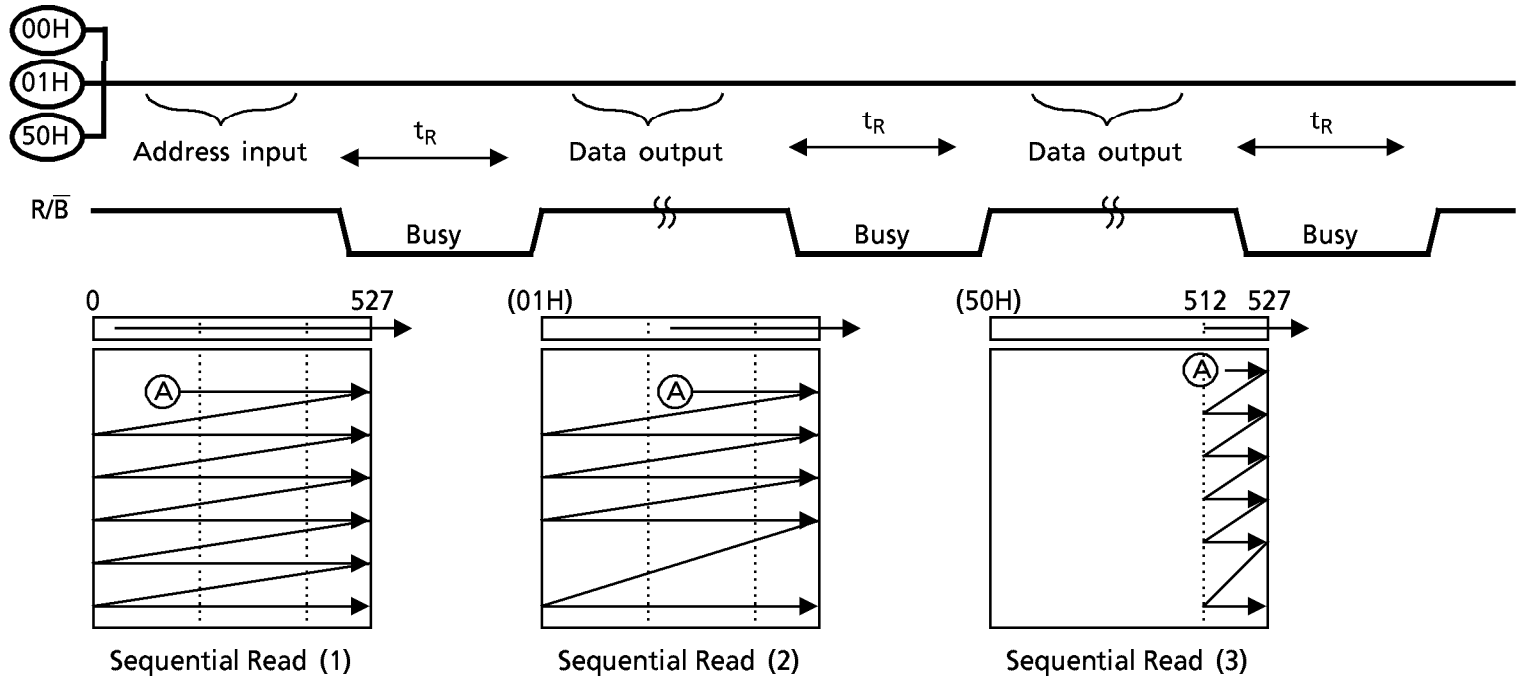 00H
01H
50H
Address input
tR
Data output
tR
Data output
tR
R/B̅
Busy
Busy
Busy
0 527
(01H)
(50H) 512 527
A
A
A
Sequential Read (1)
Sequential Read (2)
Sequential Read (3)